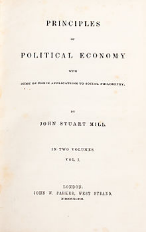 PRINCIPLES
OF
POLITICAL ECONOMY
WITH
SOME OF THEIR APPLICATIONS TO SOCIAL PHILOSOPHY.
BY
JOHN STUART MILL.
IN TWO VOLUMES.
VOL. I.
LONDON:
JOHN W. PARKER, WEST STRAND.